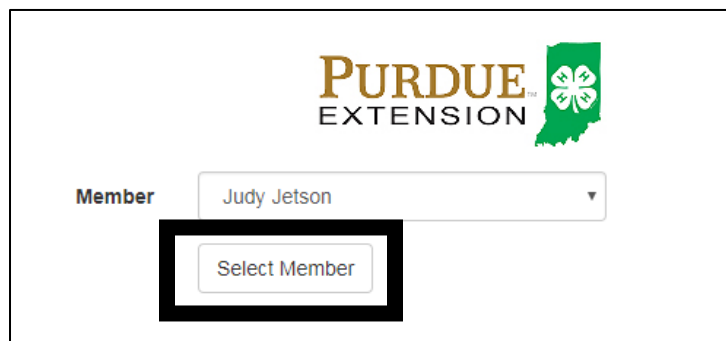 PURDUE
EXTENSION
H H H H
Member Judy Jetson
Select Member